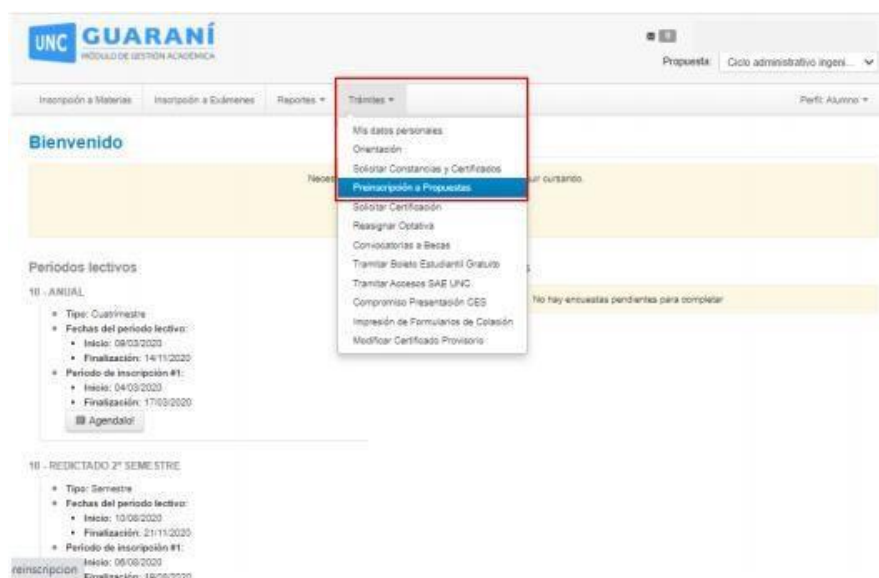 UNC GUARANÍ
MÓDULO DE GESTIÓN ACADÉMICA
Propuesta: Ciclo administrativo ingeni...
Inscripción a Materias Inscripción a Exámenes Reportes Trámites Perfil: Alumno
Bienvenido
Mis datos personales
Orientación
Solicitar Constancias y Certificados
Neces
Preinscripción a Propuestas
uir cursando.
Solicitar Certificación
Reasignar Optativa
Convocatorias a Becas
Tramitar Boleto Estudiantil Gratuito
Tramitar Accesos SAE UNC
Compromiso Presentación CES
Impresión de Formularios de Colación
Modificar Certificado Provisorio
Periodos lectivos
s
No hay encuestas pendientes para completar
10 - ANUAL
Tipo: Cuatrimestre
Fechas del periodo lectivo:
Inicio: 09/03/2020
Finalización: 14/11/2020
Periodo de inscripción #1:
Inicio: 04/03/2020
Finalización: 17/03/2020
Agendalo!
10 - REDICTADO 2° SEMESTRE
Tipo: Semestre
Fechas del periodo lectivo:
Inicio: 10/08/2020
Finalización: 21/11/2020
Periodo de inscripción #1:
Inicio: 06/08/2020
reinscripcion
Finalización: 19/08/2020